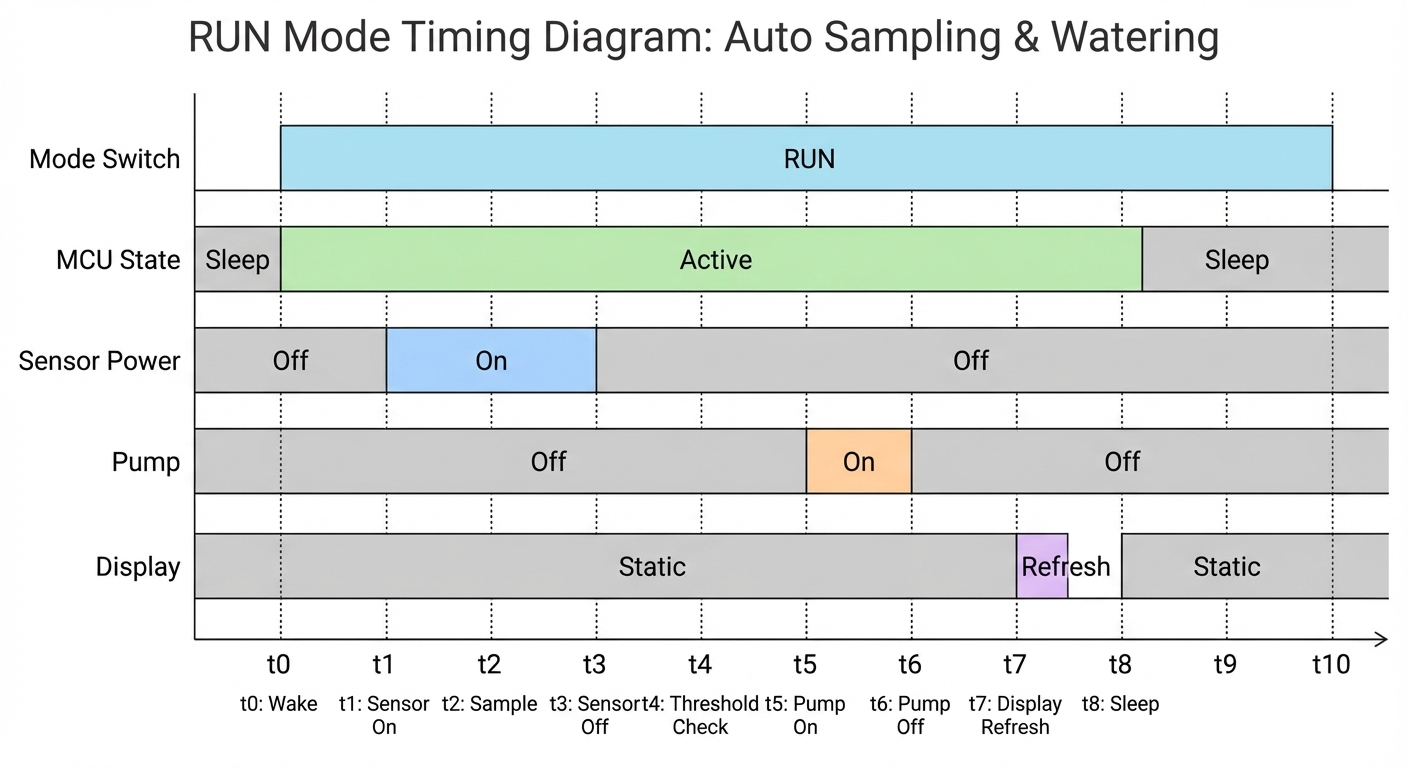 RUN Mode Timing Diagram: Auto Sampling & Watering
Mode Switch
RUN
MCU State
Sleep
Active
Sleep
Sensor Power
Off
On
Off
Pump
Off
On
Off
Display
Static
Refresh
Static
t0
t1
t2
t3
t4
t5
t6
t7
t8
t9
t10
t0: Wake
t1: Sensor
On
t2: Sample
t3: Sensor
Off
t4: Threshold
Check
t5: Pump
On
t6: Pump
Off
t7: Display
Refresh
t8: Sleep